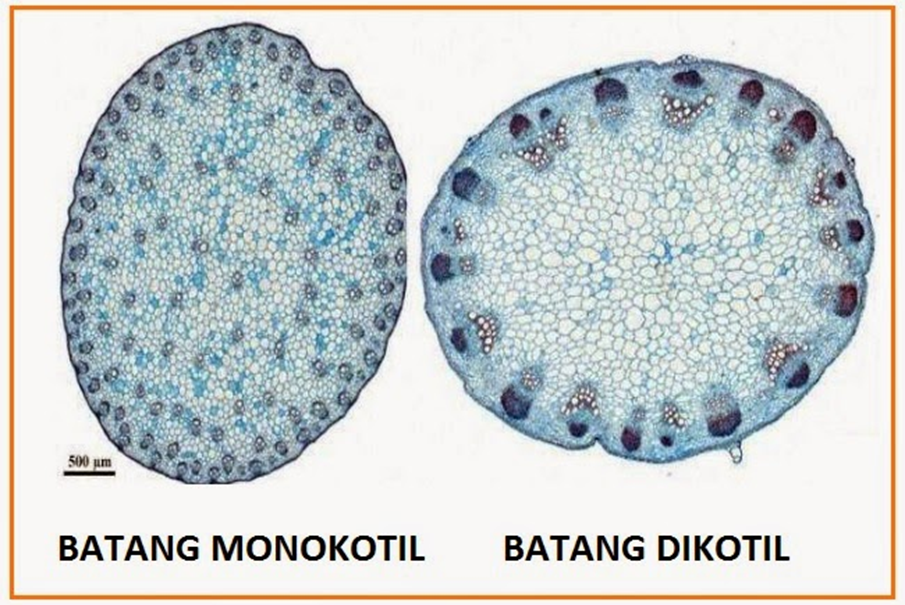 500 µm
BATANG MONOKOTIL
BATANG DIKOTIL